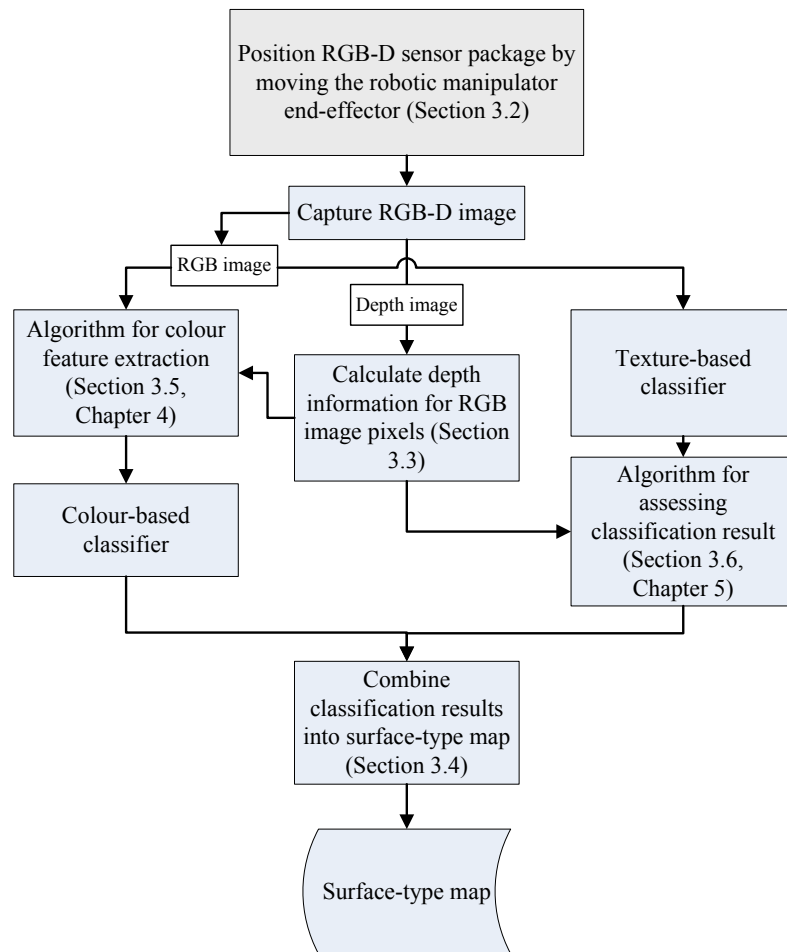 Position RGB-D sensor package by
moving the robotic manipulator
end-effector (Section 3.2)
Capture RGB-D image
RGB image
Depth image
Algorithm for colour
feature extraction
(Section 3.5,
Chapter 4)
Calculate depth
information for RGB
image pixels (Section
3.3)
Texture-based
classifier
Colour-based
classifier
Algorithm for
assessing
classification result
(Section 3.6,
Chapter 5)
Combine
classification results
into surface-type map
(Section 3.4)
Surface-type map